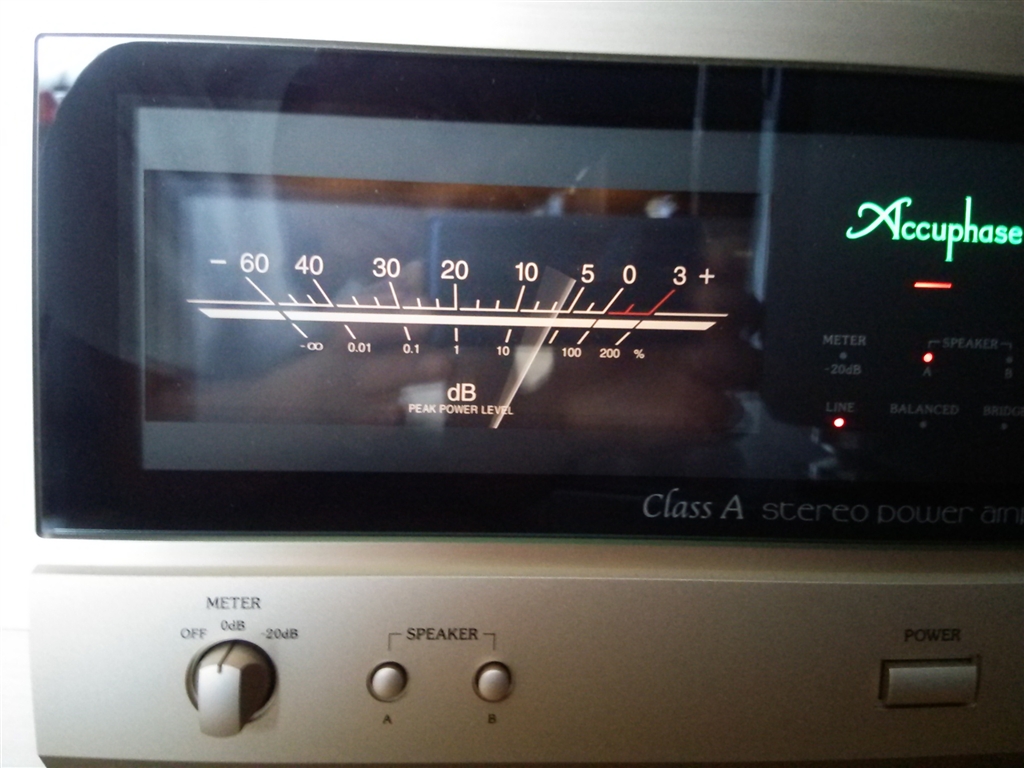 − 60 40 30 20 10 5 0 3 +
-∞ 0.01 0.1 1 10 100 200 %
dB
PEAK POWER LEVEL
Accuphase
METER
-20dB
SPEAKER
A B
LINE BALANCED
Class A stereo power
METER
OFF 0dB -20dB
SPEAKER
A B
POWER